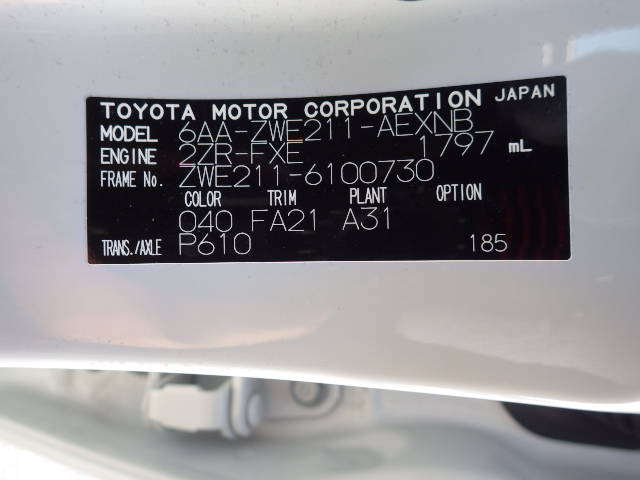 TOYOTA MOTOR CORPORATION JAPAN
MODEL 6AA-ZWE211-AEXNB
ENGINE 2ZR-FXE 1797 mL
FRAME No. ZWE211-6100730
COLOR TRIM PLANT OPTION
040 FA21 A31
TRANS./AXLE P610 185